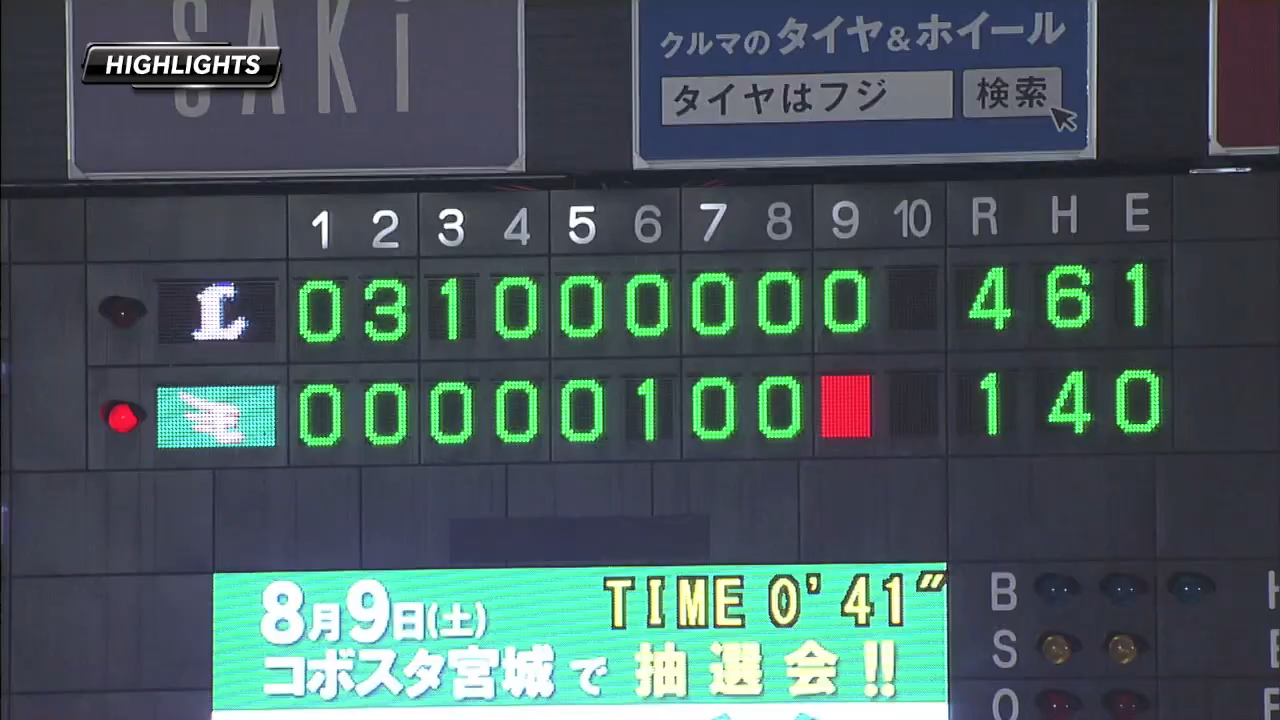 SAKi
HIGHLIGHTS
クルマのタイヤ&ホイール
タイヤはフジ 検索
1 2 3 4 5 6 7 8 9 10 R H E
L 0 3 1 0 0 0 0 0 0 4 6 1
0 0 0 0 0 1 0 0 1 4 0
8月9日(土) TIME 0'41”
コボスタ宮城で 抽選会!!
B
S
O